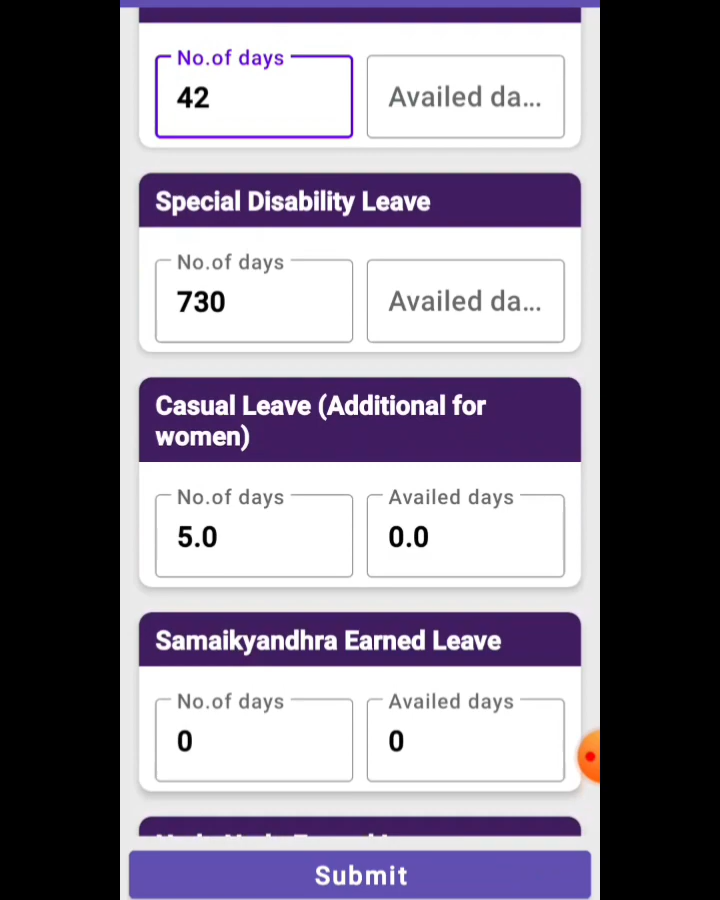 No.of days
42
Availed da...
Special Disability Leave
No.of days
730
Availed da...
Casual Leave (Additional for
women)
No.of days
5.0
Availed days
0.0
Samaikyandhra Earned Leave
No.of days
0
Availed days
0
Submit